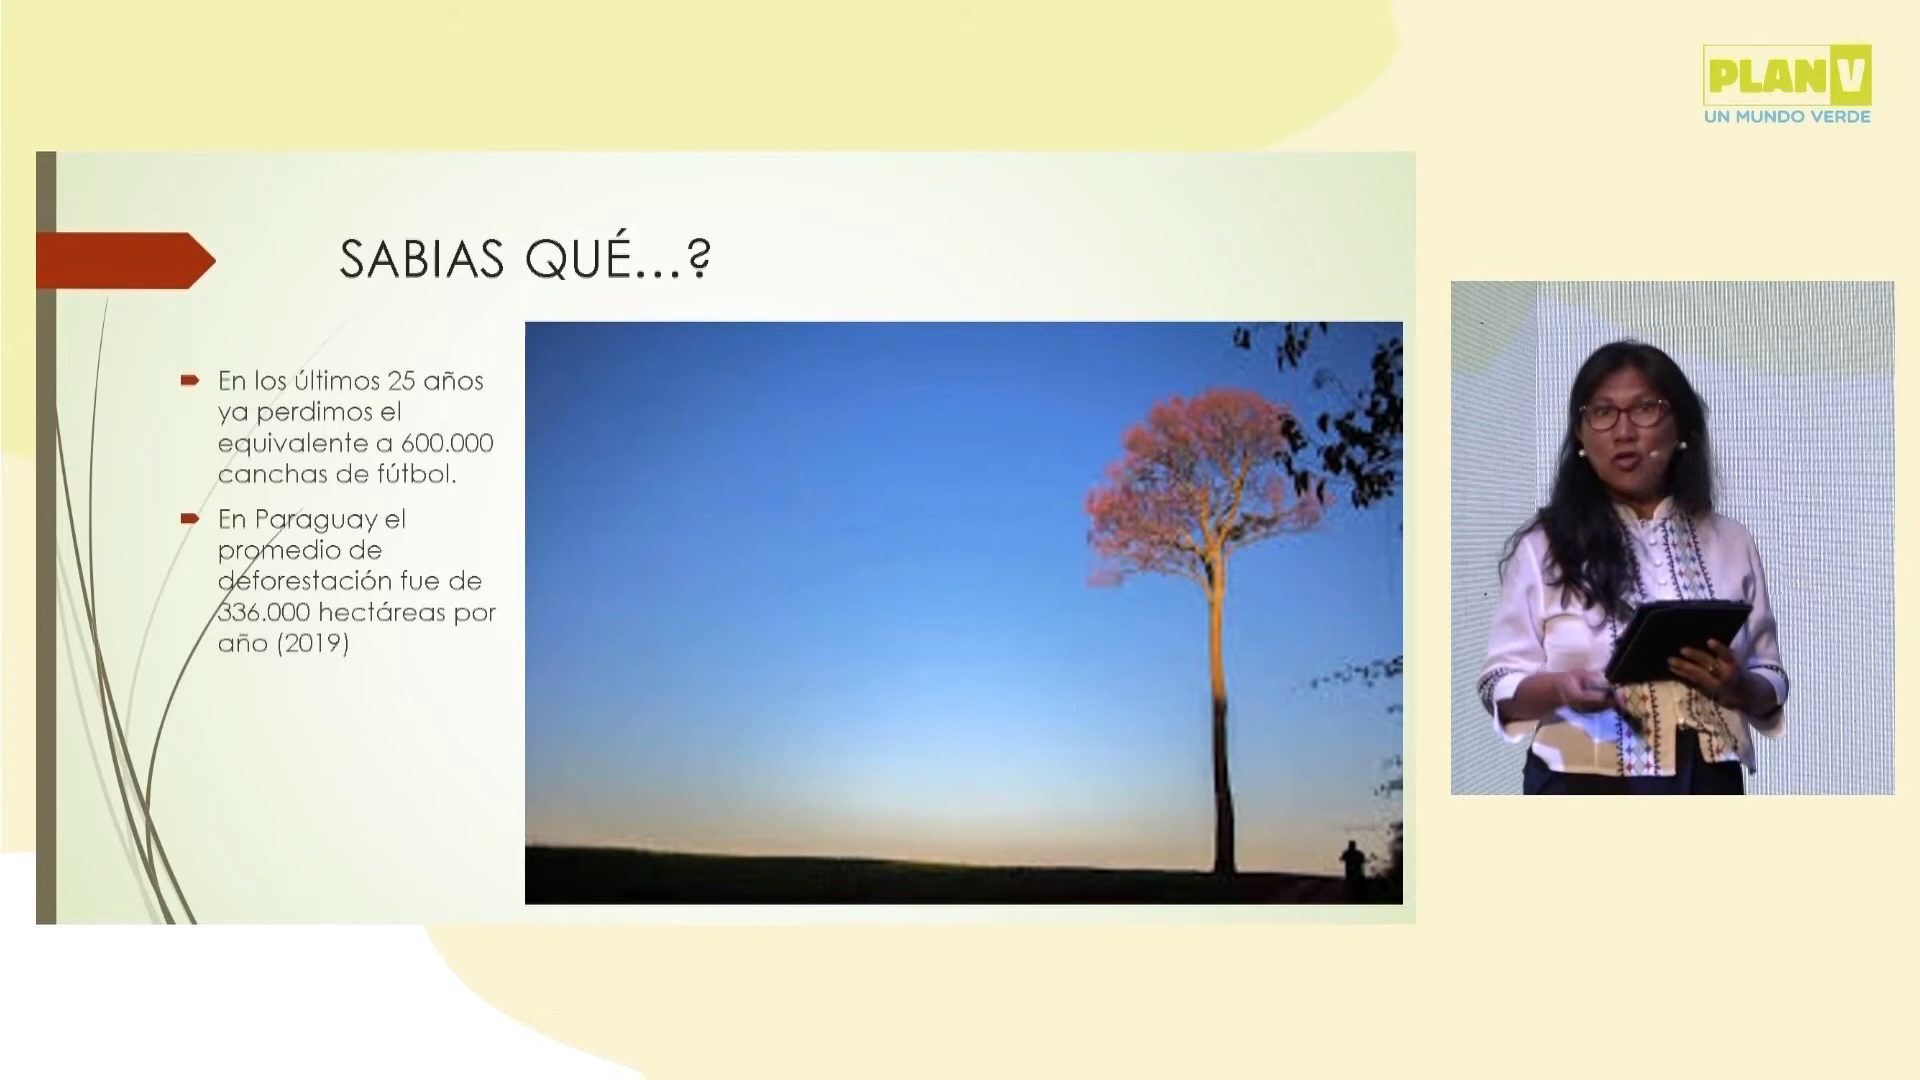 PLAN V
UN MUNDO VERDE
SABIAS QUÉ...?
En los últimos 25 años
ya perdimos el
equivalente a 600.000
canchas de fútbol.
En Paraguay el
promedio de
deforestación fue de
336.000 hectáreas por
año (2019)